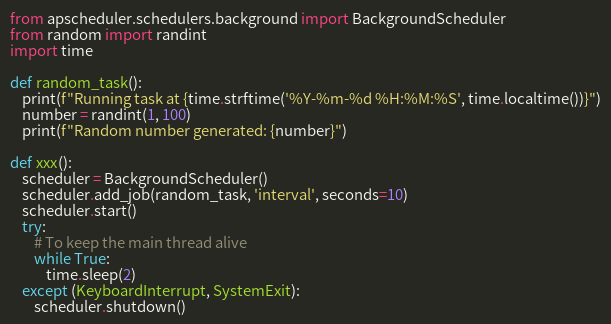 from apscheduler.schedulers.background import BackgroundScheduler
from random import randint
import time

def random_task():
    print(f"Running task at {time.strftime('%Y-%m-%d %H:%M:%S', time.localtime())}")
    number = randint(1, 100)
    print(f"Random number generated: {number}")

def xxx():
    scheduler = BackgroundScheduler()
    scheduler.add_job(random_task, 'interval', seconds=10)
    scheduler.start()
    try:
        # To keep the main thread alive
        while True:
            time.sleep(2)
    except (KeyboardInterrupt, SystemExit):
        scheduler.shutdown()